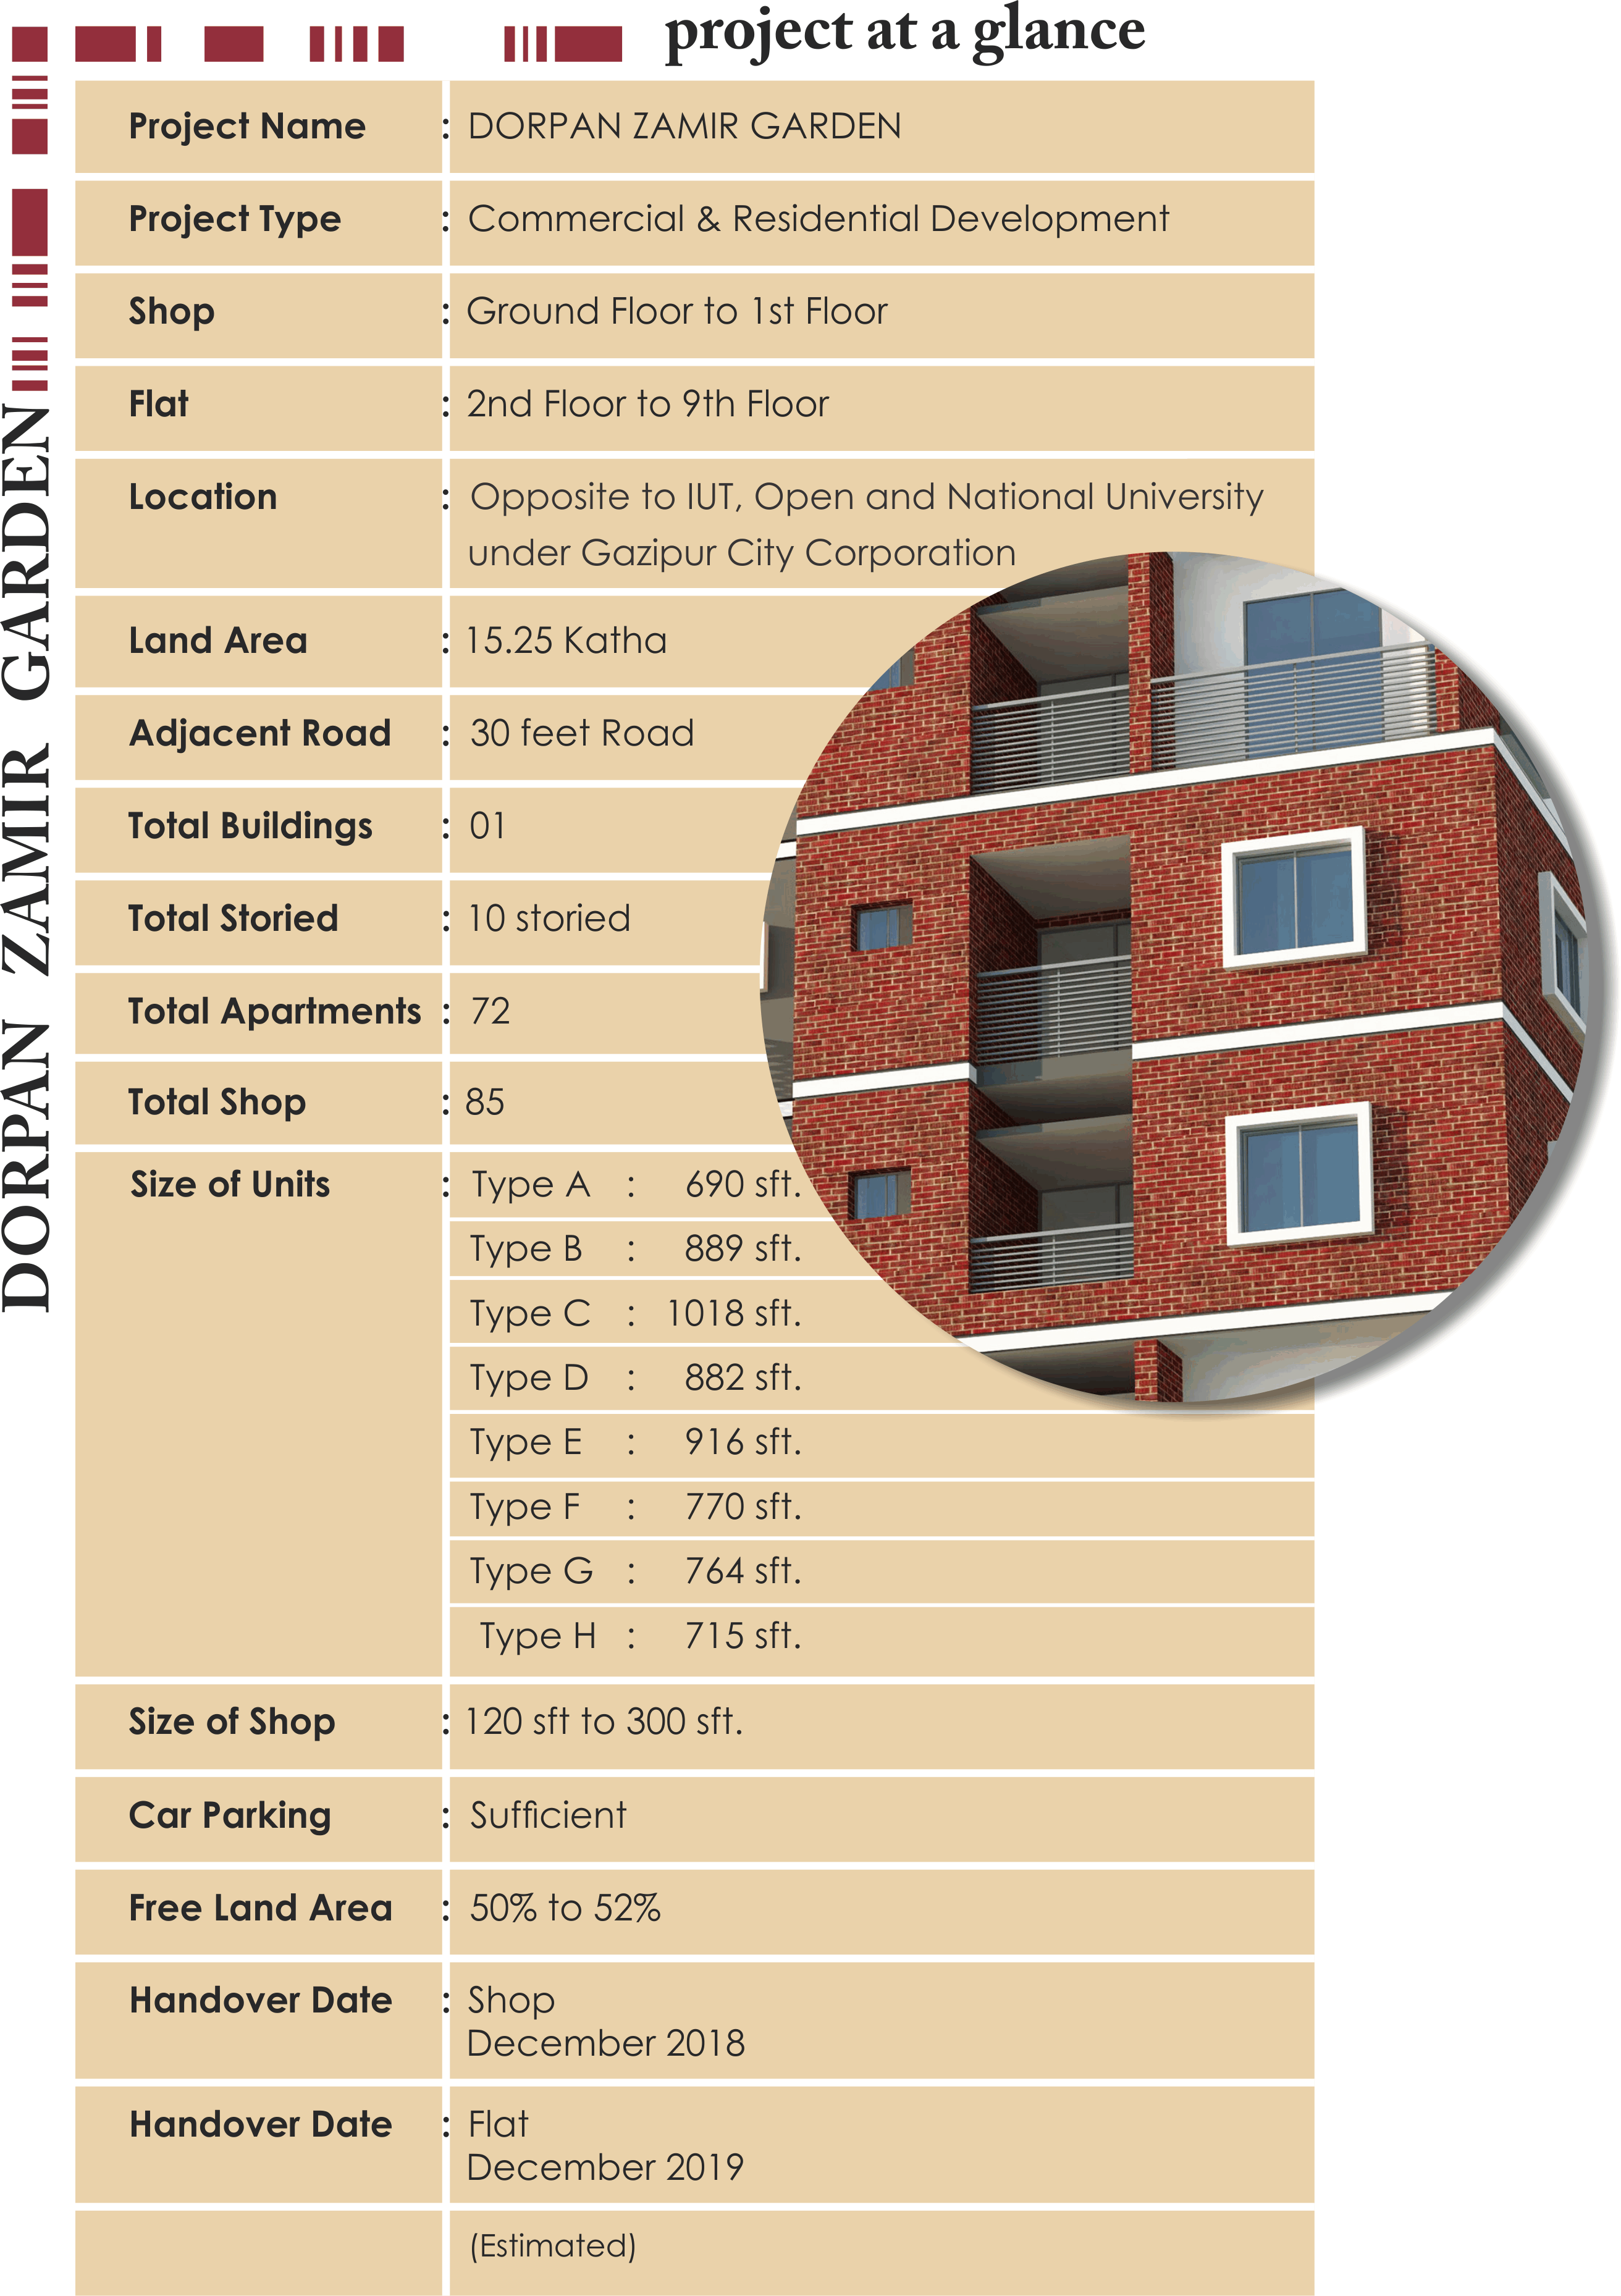 project at a glance
DORPAN ZAMIR GARDEN
Project Name : DORPAN ZAMIR GARDEN
Project Type : Commercial & Residential Development
Shop : Ground Floor to 1st Floor
Flat : 2nd Floor to 9th Floor
Location : Opposite to IUT, Open and National University
under Gazipur City Corporation
Land Area : 15.25 Katha
Adjacent Road : 30 feet Road
Total Buildings : 01
Total Storied : 10 storied
Total Apartments : 72
Total Shop : 85
Size of Units : Type A : 690 sft.
Type B : 889 sft.
Type C : 1018 sft.
Type D : 882 sft.
Type E : 916 sft.
Type F : 770 sft.
Type G : 764 sft.
Type H : 715 sft.
Size of Shop : 120 sft to 300 sft.
Car Parking : Sufficient
Free Land Area : 50% to 52%
Handover Date : Shop
December 2018
Handover Date : Flat
December 2019
(Estimated)